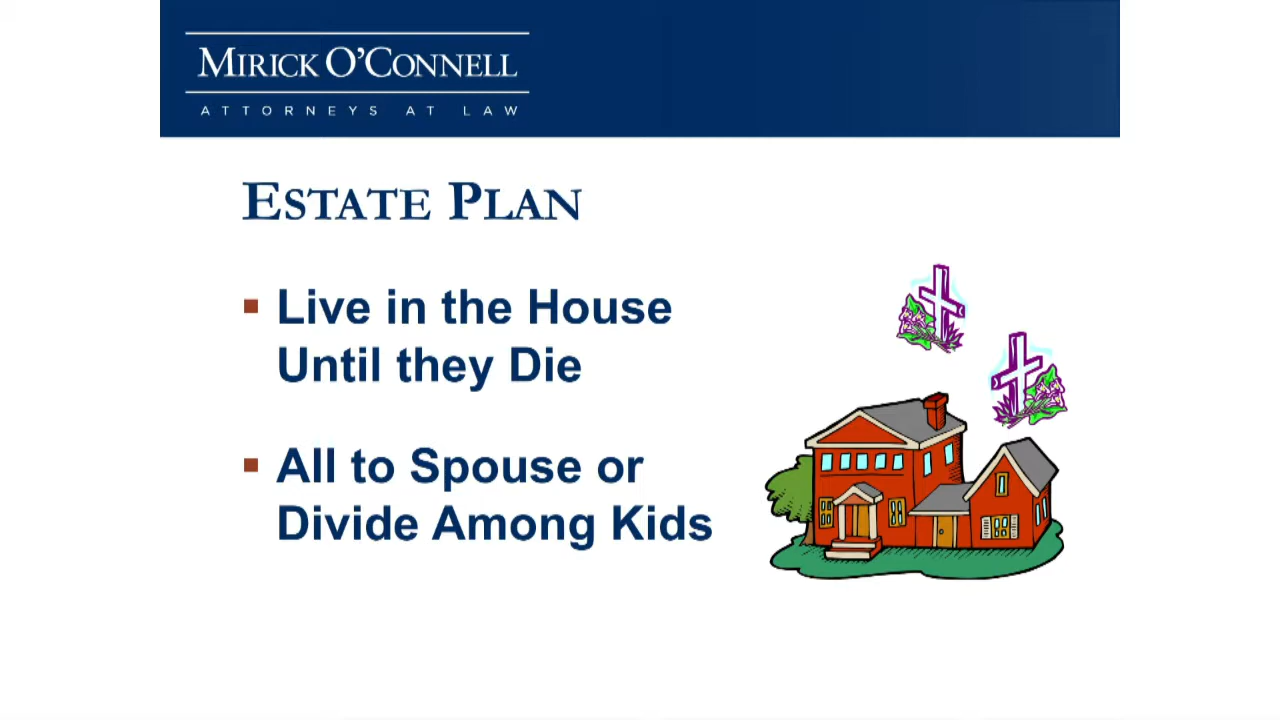 MIRICK O'CONNELL
ATTORNEYS AT LAW
ESTATE PLAN
Live in the House
Until they Die
All to Spouse or
Divide Among Kids